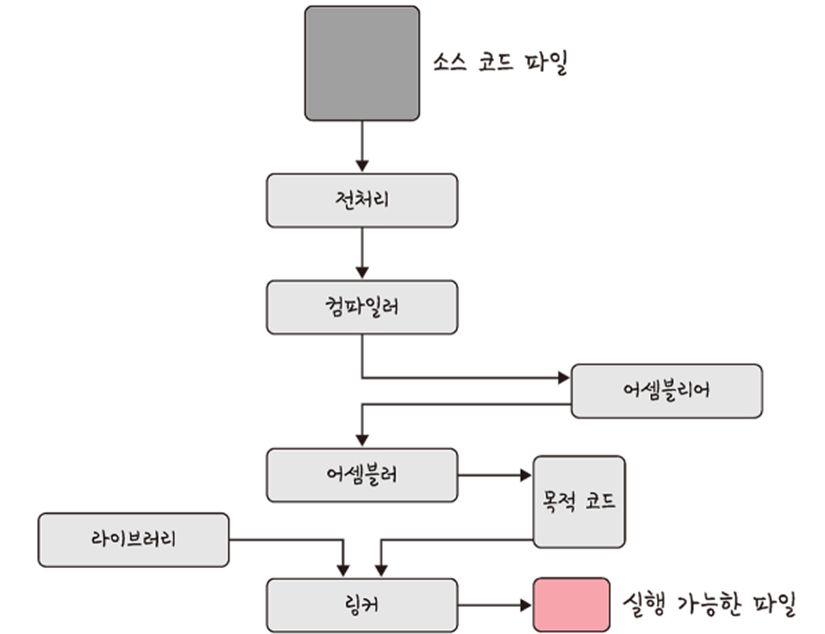 소스 코드 파일
전처리
컴파일러
어셈블리어
어셈블러
목적 코드
라이브러리
링커
실행 가능한 파일